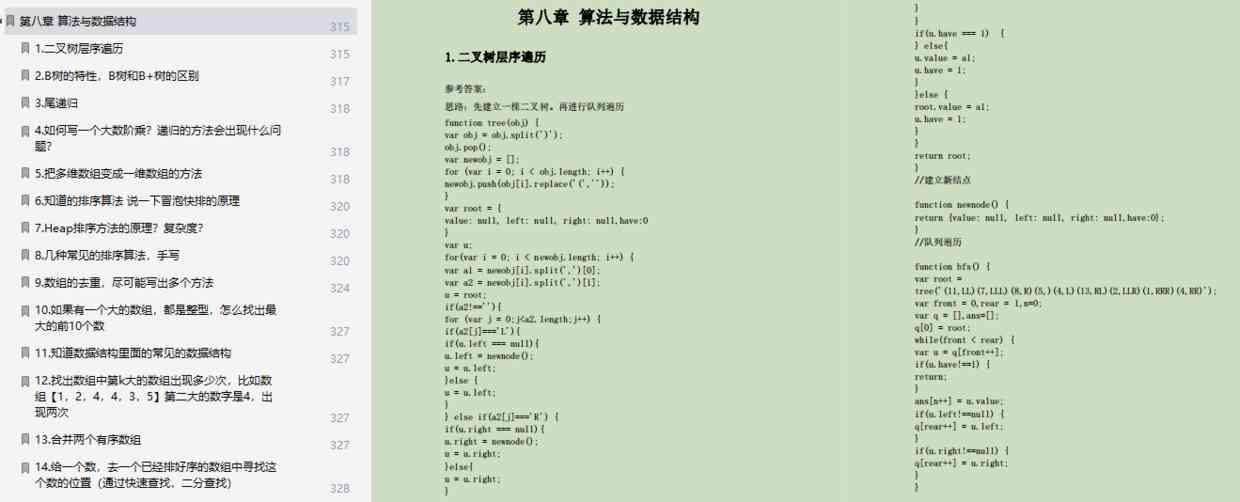 第八章 算法与数据结构
315
1.二叉树层序遍历
315
2.B树的特性，B树和B+树的区别
317
3.尾递归
318
4.如何写一个大数阶乘？递归的方法会出现什么问
题？
318
5.把多维数组变成一维数组的方法
318
6.知道的排序算法 说一下冒泡快排的原理
320
7.Heap排序方法的原理？复杂度？
320
8.几种常见的排序算法，手写
320
9.数组的去重，尽可能写出多个方法
324
10.如果有一个大的数组，都是整型，怎么找出最
大的前10个数
327
11.知道数据结构里面的常见的数据结构
327
12.找出数组中第k大的数组出现多少次，比如数
组【1，2，4，4，3，5】第二大的数字是4，出
现两次
327
13.合并两个有序数组
327
14.给一个数，去一个已经排好序的数组中寻找这
个数的位置（通过快速查找，二分查找）
328
第八章 算法与数据结构
1.二叉树层序遍历
参考答案：
思路：先建立一棵二叉树。再进行队列遍历
function tree(obj) {
var obj = obj.split(')');
obj.pop();
var newobj = [];
for (var i = 0; i < obj.length; i++) {
newobj.push(obj[i].replace('(',''));
}
var root = {
value: null, left: null, right: null,have:0
}
var u;
for(var i = 0; i < newobj.length; i++) {
var a1 = newobj[i].split(',')[0];
var a2 = newobj[i].split(',')[1];
u = root;
if(a2!==''){
for (var j = 0;j<a2.length;j++) {
if(a2[j]==='L'){
if(u.left === null){
u.left = newnode();
u = u.left;
}else {
u = u.left;
}
} else if(a2[j]==='R') {
if(u.right === null){
u.right = newnode();
u = u.right;
}else{
u = u.right;
}
}
}
if(u.have === 1)  {
} else{
u.value = a1;
u.have = 1;
}
}else {
root.value = a1;
u.have = 1;
}
}
return root;
}
//建立新结点
function newnode() {
return {value: null, left: null, right: null,have:0};
}
//队列遍历
function bfs() {
var root =
tree('(11,LL)(7,LLL)(8,R)(5,)(4,L)(13,RL)(2,LLR)(1,RRR)(4,RR)');
var front = 0,rear = 1,n=0;
var q = [],ans=[];
q[0] = root;
while(front < rear) {
var u = q[front++];
if(u.have!==1) {
return;
}
ans[n++] = u.value;
if(u.left!==null) {
q[rear++] = u.left;
}
if(u.right!==null) {
q[rear++] = u.right;
}
}